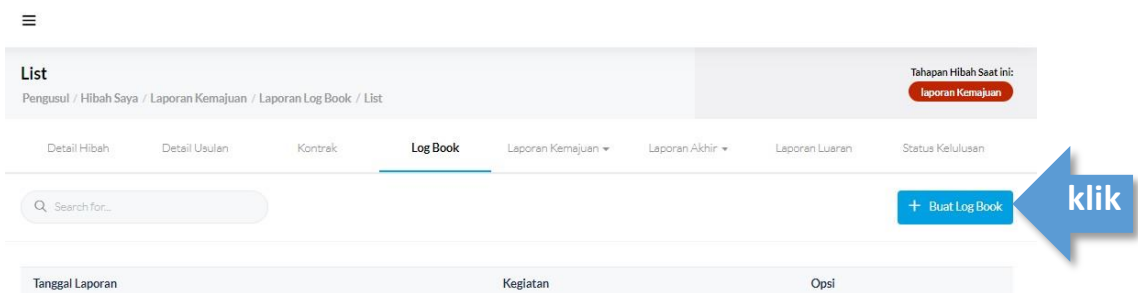 List
Tahapan Hibah Saat ini:
Pengusul / Hibah Saya / Laporan Kemajuan / Laporan Log Book / List
laporan Kemajuan
Detail Hibah Detail Usulan Kontrak Log Book Laporan Kemajuan Laporan Akhir Laporan Luaran Status Kelulusan
Search for...
+ Buat Log Book
klik
Tanggal Laporan Kegiatan Opsi